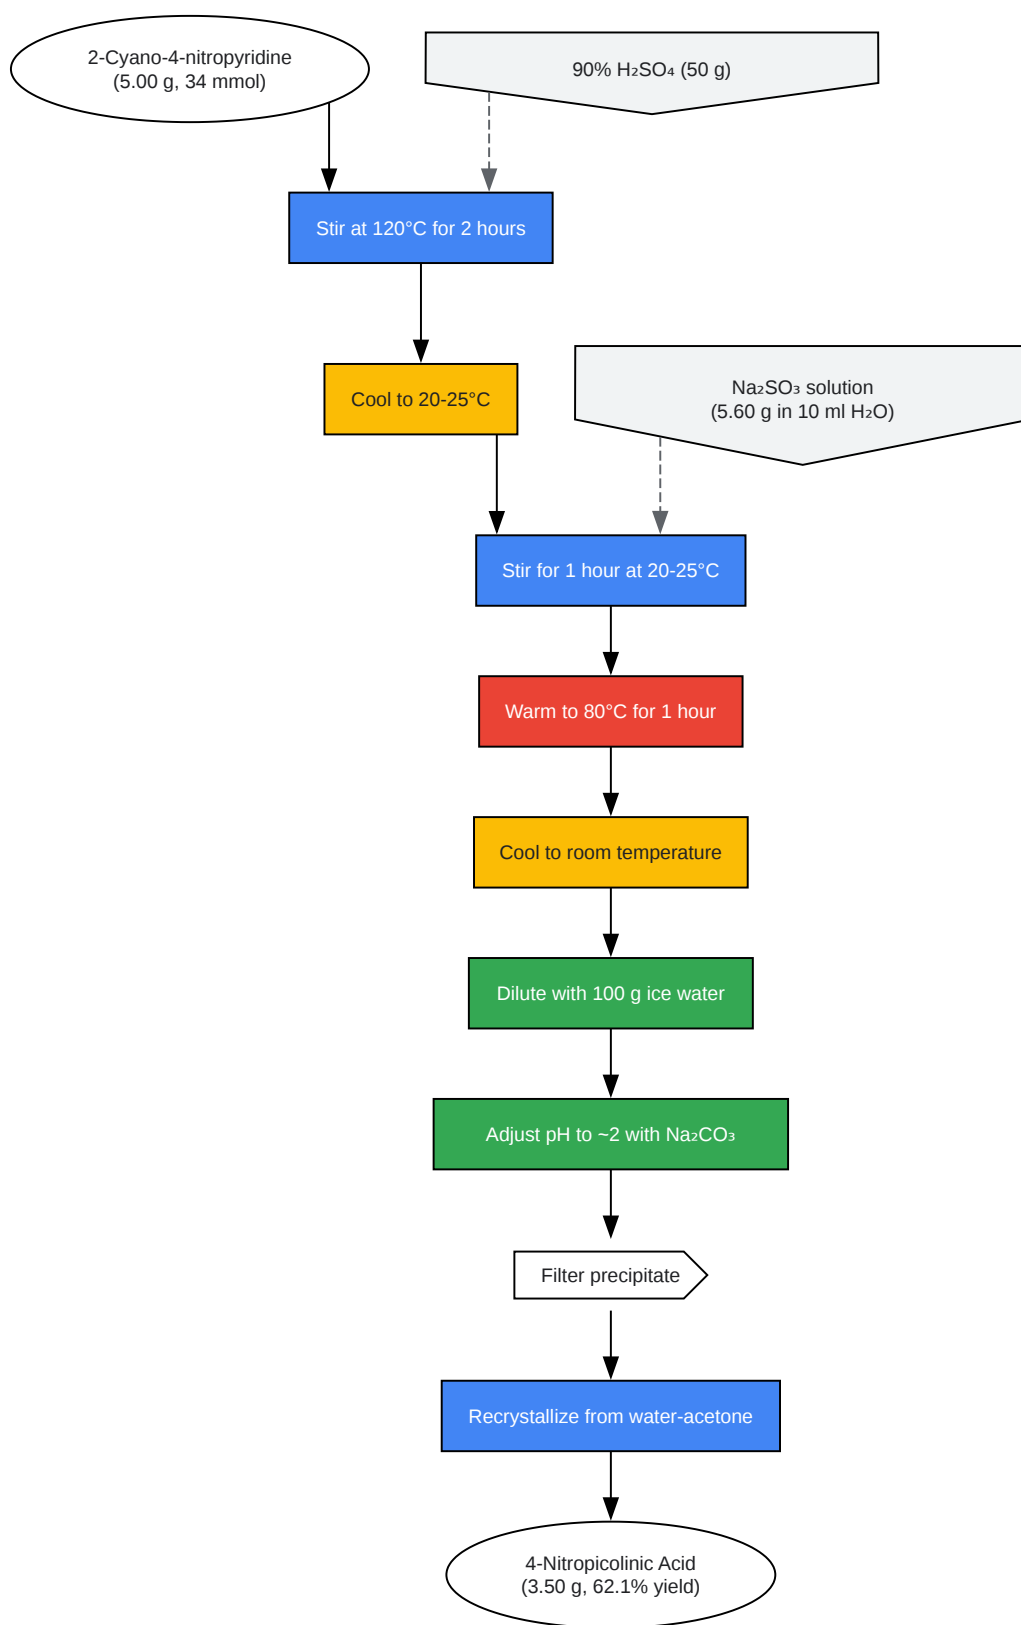 2-Cyano-4-nitropyridine
(5.00 g, 34 mmol)
90% H₂SO₄ (50 g)
Stir at 120°C for 2 hours
Cool to 20-25°C
Na₂SO₃ solution
(5.60 g in 10 ml H₂O)
Stir for 1 hour at 20-25°C
Warm to 80°C for 1 hour
Cool to room temperature
Dilute with 100 g ice water
Adjust pH to ~2 with Na₂CO₃
Filter precipitate
Recrystallize from water-acetone
4-Nitropicolinic Acid
(3.50 g, 62.1% yield)